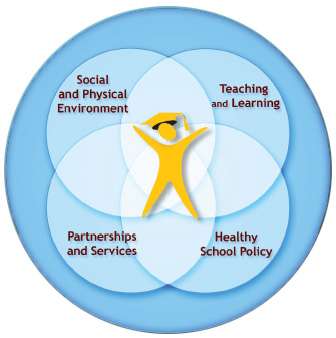 Social
and Physical
Environment
Teaching
and Learning
Partnerships
and Services
Healthy
School Policy